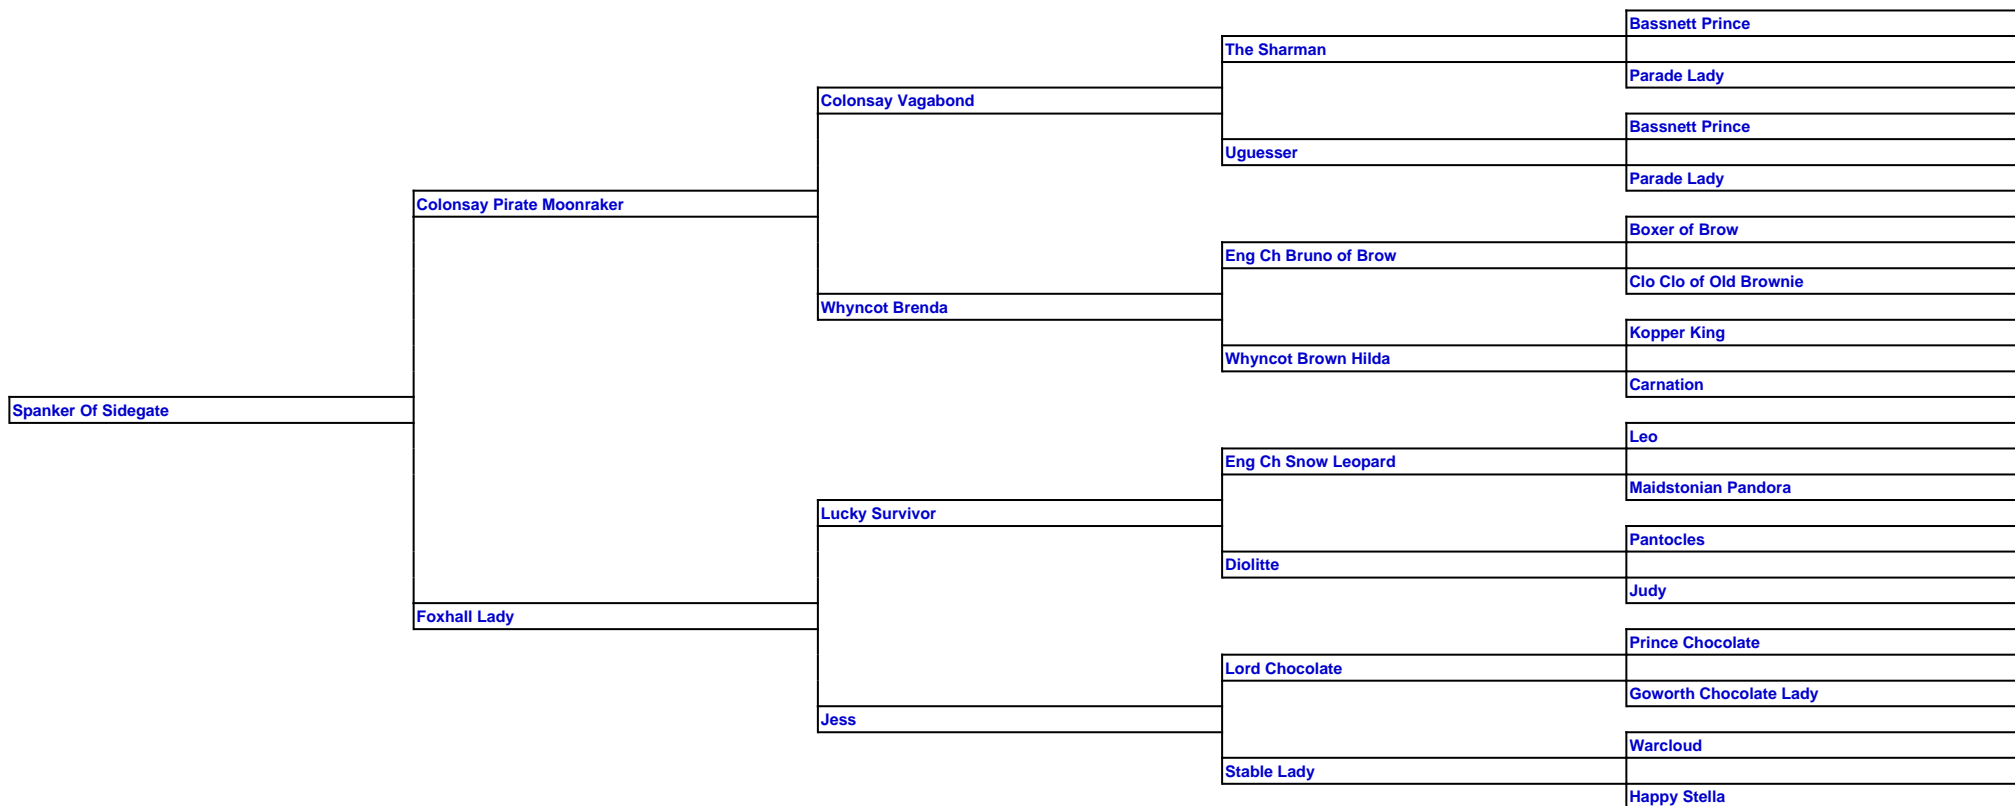 Bassnett Prince
The Sharman
Parade Lady
Colonsay Vagabond
Bassnett Prince
Uguesser
Parade Lady
Colonsay Pirate Moonraker
Boxer of Brow
Eng Ch Bruno of Brow
Clo Clo of Old Brownie
Whyncot Brenda
Kopper King
Whyncot Brown Hilda
Carnation
Spanker Of Sidegate
Leo
Eng Ch Snow Leopard
Maidstonian Pandora
Lucky Survivor
Pantocles
Diolitte
Judy
Foxhall Lady
Prince Chocolate
Lord Chocolate
Goworth Chocolate Lady
Jess
Warcloud
Stable Lady
Happy Stella